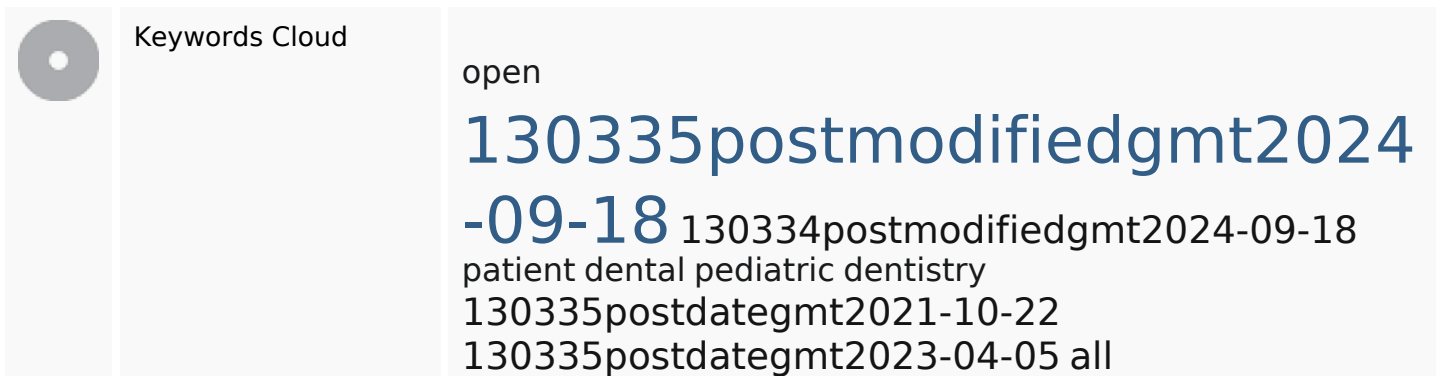 Keywords Cloud
open
130335postmodifiedgmt2024
-09-18 130334postmodifiedgmt2024-09-18
patient dental pediatric dentistry
130335postdategmt2021-10-22
130335postdategmt2023-04-05 all